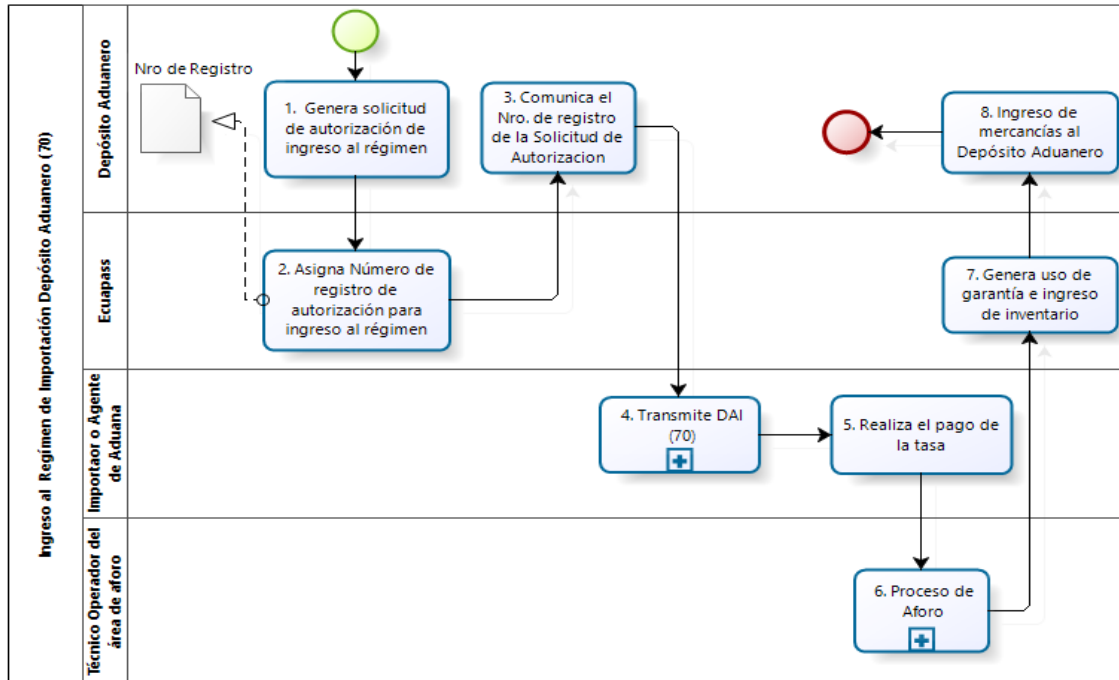 Ingreso al Regímen de Importación Depósito Aduanero (70)
Depósito Aduanero
Nro de Registro
1. Genera solicitud
de autorización de
ingreso al régimen
3. Comunica el
Nro. de registro
de la Solicitud de
Autorizacion
8. Ingreso de
mercancías al
Depósito Aduanero
Ecuapass
2. Asigna Número de
registro de
autorización para
ingreso al régimen
7. Genera uso de
garantía e ingreso
de inventario
Importaor o Agente
de Aduana
4. Transmite DAI
(70)
5. Realiza el pago de
la tasa
Técnico Operador del
área de aforo
6. Proceso de
Aforo